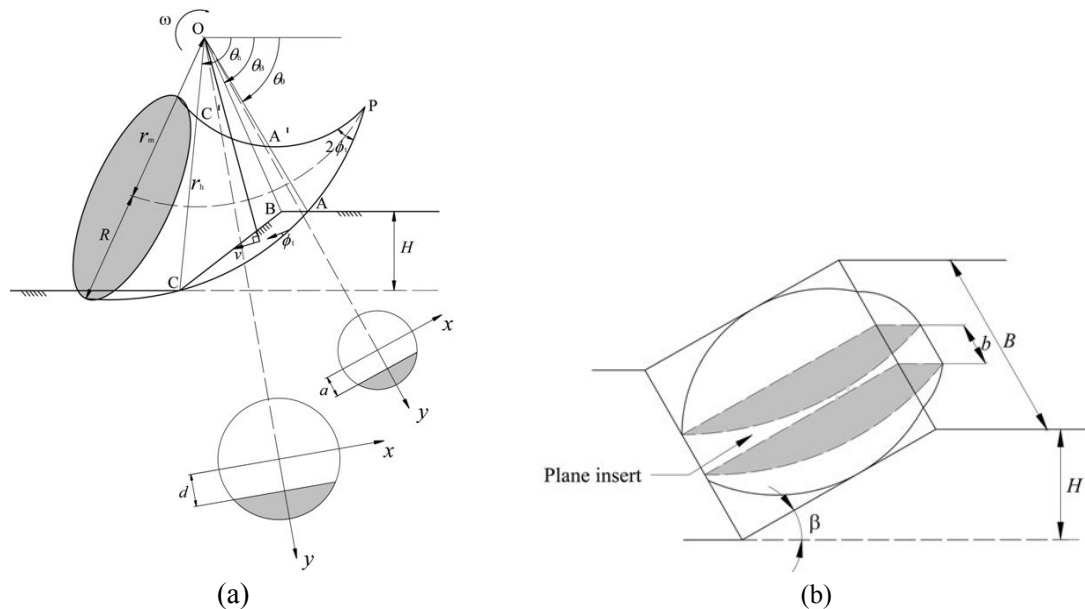 ω
O
θh
θB
θ0
P
C'
A'
rm
2ϕt
rh
B
A
R
H
ϕt
v
C
x
a
y
x
d
y
(a)
b
B
Plane insert
H
β
(b)